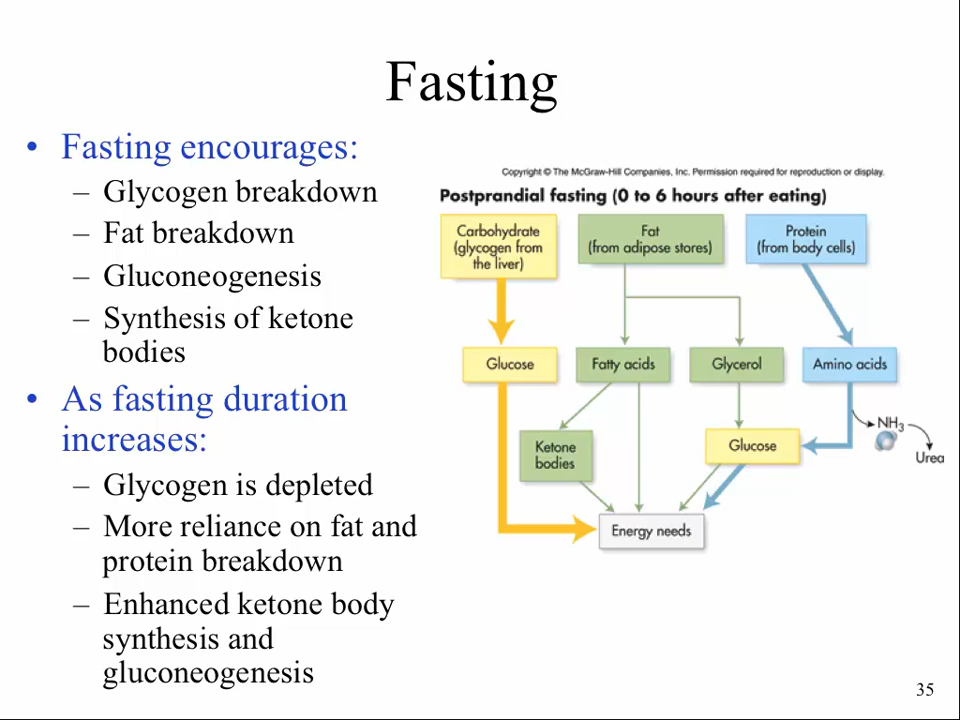 Fasting
• Fasting encourages:
– Glycogen breakdown
– Fat breakdown
– Gluconeogenesis
– Synthesis of ketone
bodies
• As fasting duration
increases:
– Glycogen is depleted
– More reliance on fat and
protein breakdown
– Enhanced ketone body
synthesis and
gluconeogenesis
Copyright © The McGraw-Hill Companies, Inc. Permission required for reproduction or display.
Postprandial fasting (0 to 6 hours after eating)
Carbohydrate
(glycogen from
the liver)
Fat
(from adipose stores)
Protein
(from body cells)
Glucose
Fatty acids
Glycerol
Amino acids
NH₃
Urea
Ketone
bodies
Glucose
Energy needs
35